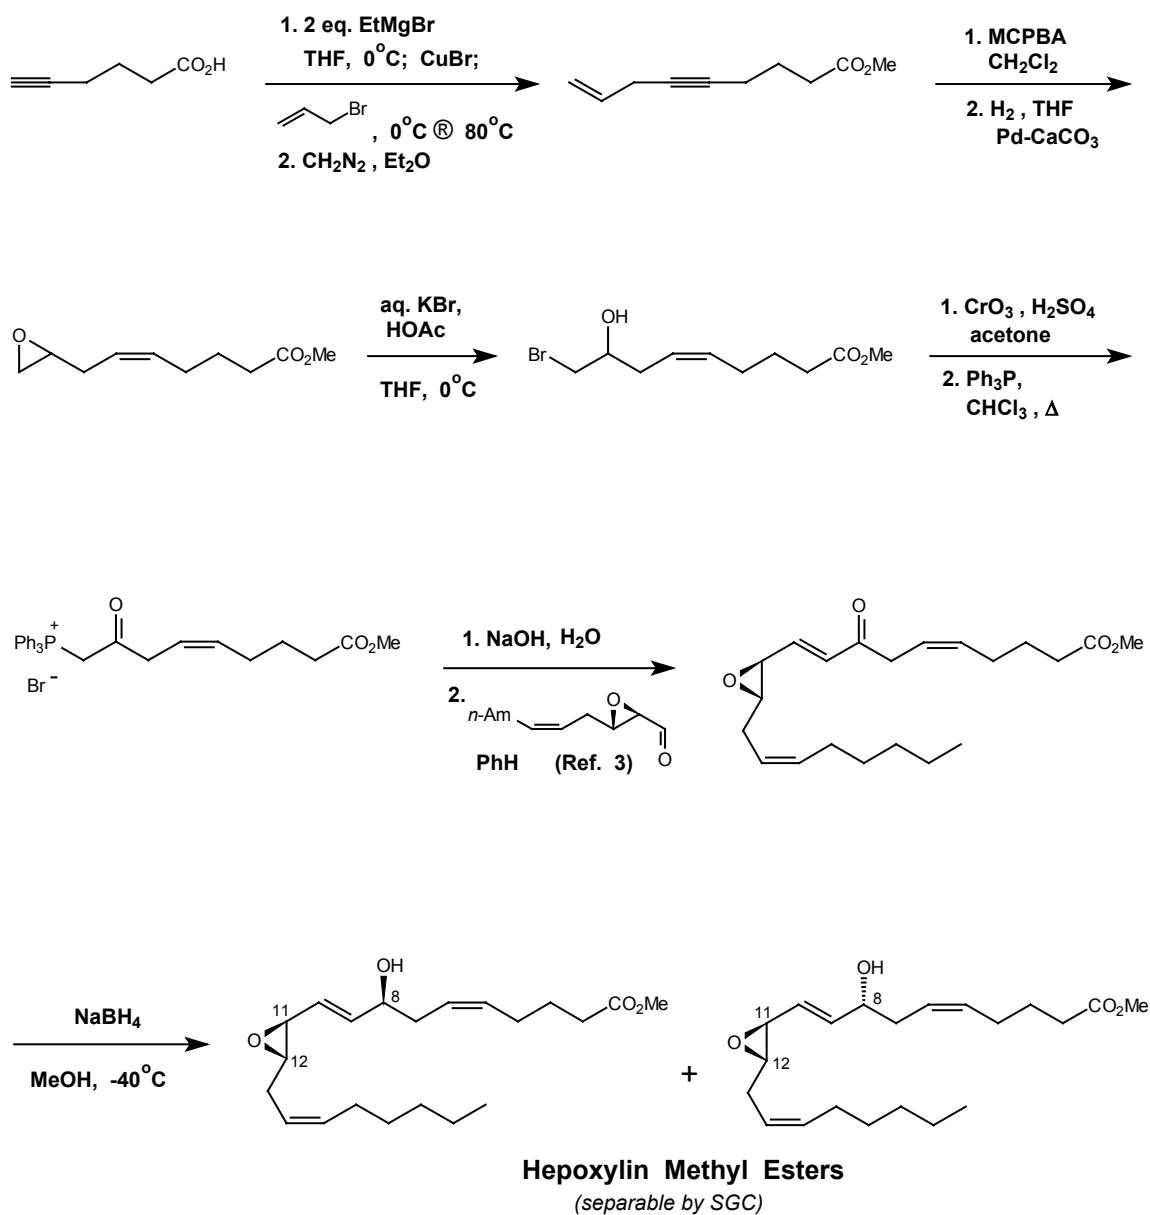 1. 2 eq. EtMgBr
THF, 0°C; CuBr;
Br
, 0°C ® 80°C
2. CH₂N₂ , Et₂O
CO₂H
CO₂Me
1. MCPBA
CH₂Cl₂
2. H₂ , THF
Pd-CaCO₃
O
CO₂Me
aq. KBr,
HOAc
THF, 0°C
OH
Br
CO₂Me
1. CrO₃ , H₂SO₄
acetone
2. Ph₃P,
CHCl₃ , Δ
O
+
Ph₃P
Br −
CO₂Me
1. NaOH, H₂O
2.
n-Am
O
O
PhH (Ref. 3)
O
CO₂Me
O
NaBH₄
MeOH, -40°C
OH
8
11
12
O
CO₂Me
+
OH
8
11
12
O
CO₂Me
Hepoxylin Methyl Esters
(separable by SGC)